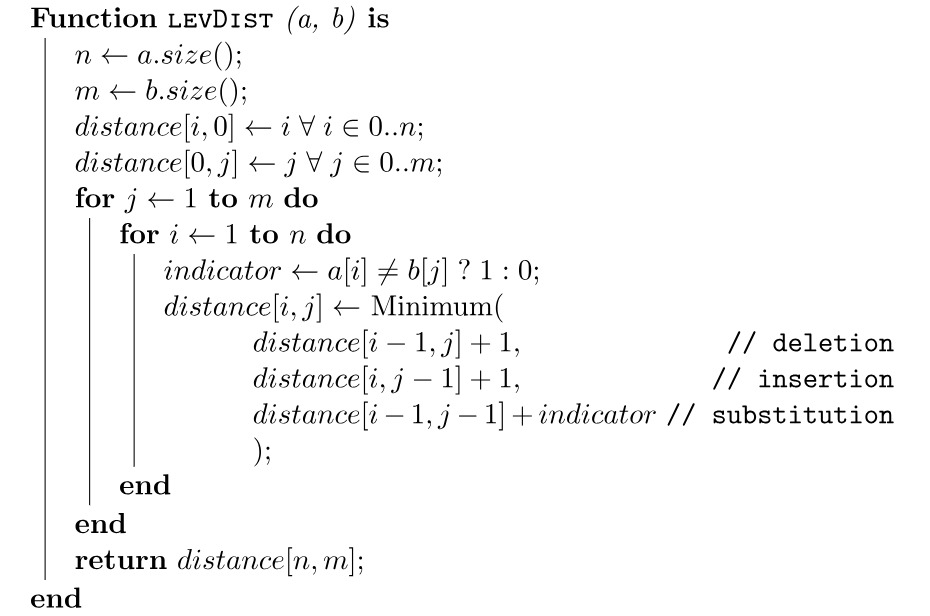 Function LEVDIST (a, b) is
n ← a.size();
m ← b.size();
distance[i, 0] ← i ∀ i ∈ 0..n;
distance[0, j] ← j ∀ j ∈ 0..m;
for j ← 1 to m do
for i ← 1 to n do
indicator ← a[i] ≠ b[j] ? 1 : 0;
distance[i, j] ← Minimum(
distance[i − 1, j] + 1, // deletion
distance[i, j − 1] + 1, // insertion
distance[i − 1, j − 1] + indicator // substitution
);
end
end
return distance[n, m];
end